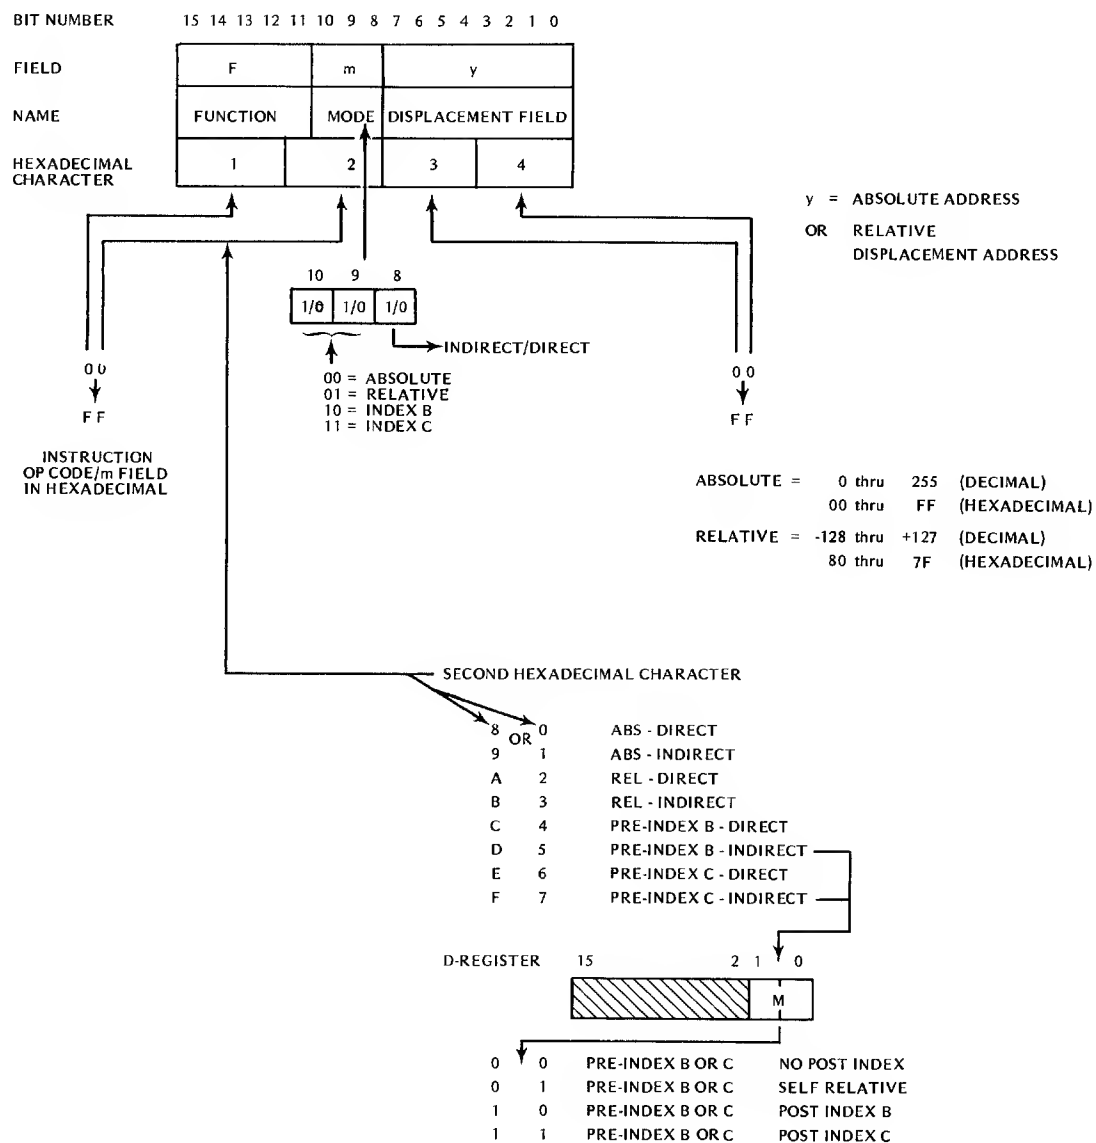 BIT NUMBER 15 14 13 12 11 10 9 8 7 6 5 4 3 2 1 0
FIELD F m y
NAME FUNCTION MODE DISPLACEMENT FIELD
HEXADECIMAL CHARACTER 1 2 3 4
y = ABSOLUTE ADDRESS
OR RELATIVE
DISPLACEMENT ADDRESS
10 9 8
1/0 1/0 1/0
INDIRECT/DIRECT
00 = ABSOLUTE
01 = RELATIVE
10 = INDEX B
11 = INDEX C
00
FF
INSTRUCTION
OP CODE/m FIELD
IN HEXADECIMAL
00
FF
ABSOLUTE = 0 thru 255 (DECIMAL)
00 thru FF (HEXADECIMAL)
RELATIVE = -128 thru +127 (DECIMAL)
80 thru 7F (HEXADECIMAL)
SECOND HEXADECIMAL CHARACTER
8 OR 0 ABS - DIRECT
9 1 ABS - INDIRECT
A 2 REL - DIRECT
B 3 REL - INDIRECT
C 4 PRE-INDEX B - DIRECT
D 5 PRE-INDEX B - INDIRECT
E 6 PRE-INDEX C - DIRECT
F 7 PRE-INDEX C - INDIRECT
D-REGISTER 15 2 1 0
M
0 0 PRE-INDEX B OR C NO POST INDEX
0 1 PRE-INDEX B OR C SELF RELATIVE
1 0 PRE-INDEX B OR C POST INDEX B
1 1 PRE-INDEX B OR C POST INDEX C